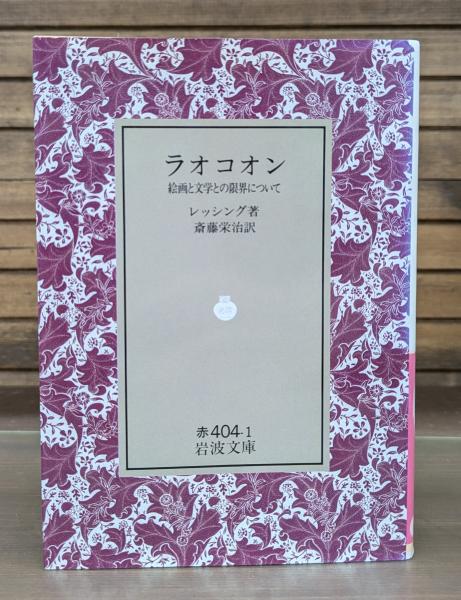 ラオコオン
絵画と文学との限界について
レッシング著
斎藤栄治訳
赤404-1
岩波文庫